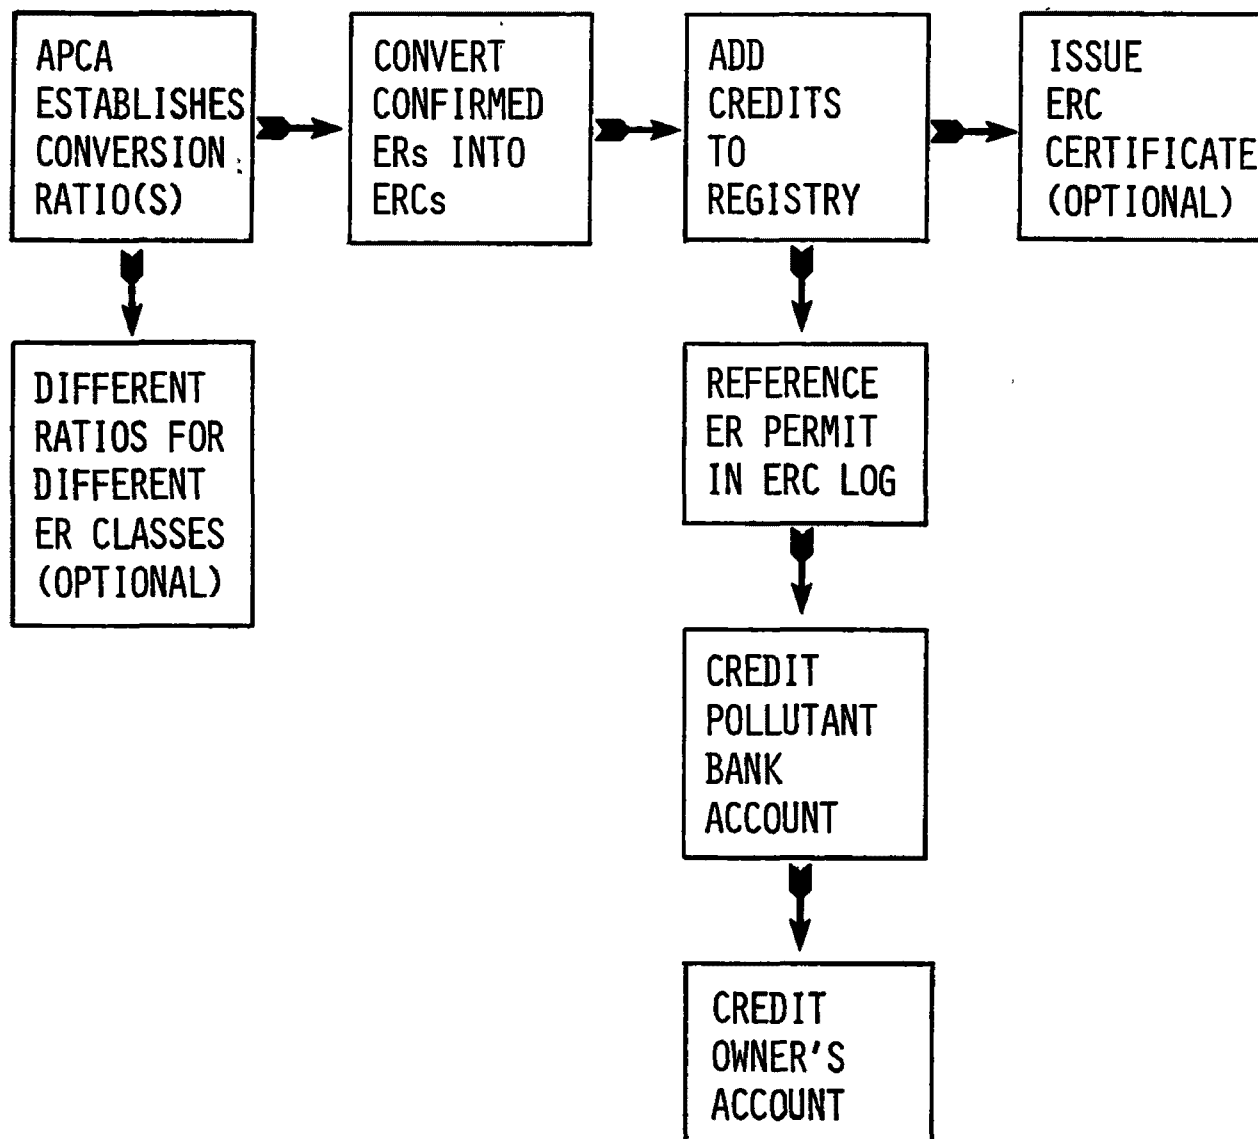 APCA
ESTABLISHES
CONVERSION
RATIO(S)
CONVERT
CONFIRMED
ERs INTO
ERCs
ADD
CREDITS
TO
REGISTRY
ISSUE
ERC
CERTIFICATE
(OPTIONAL)
DIFFERENT
RATIOS FOR
DIFFERENT
ER CLASSES
(OPTIONAL)
REFERENCE
ER PERMIT
IN ERC LOG
CREDIT
POLLUTANT
BANK
ACCOUNT
CREDIT
OWNER'S
ACCOUNT